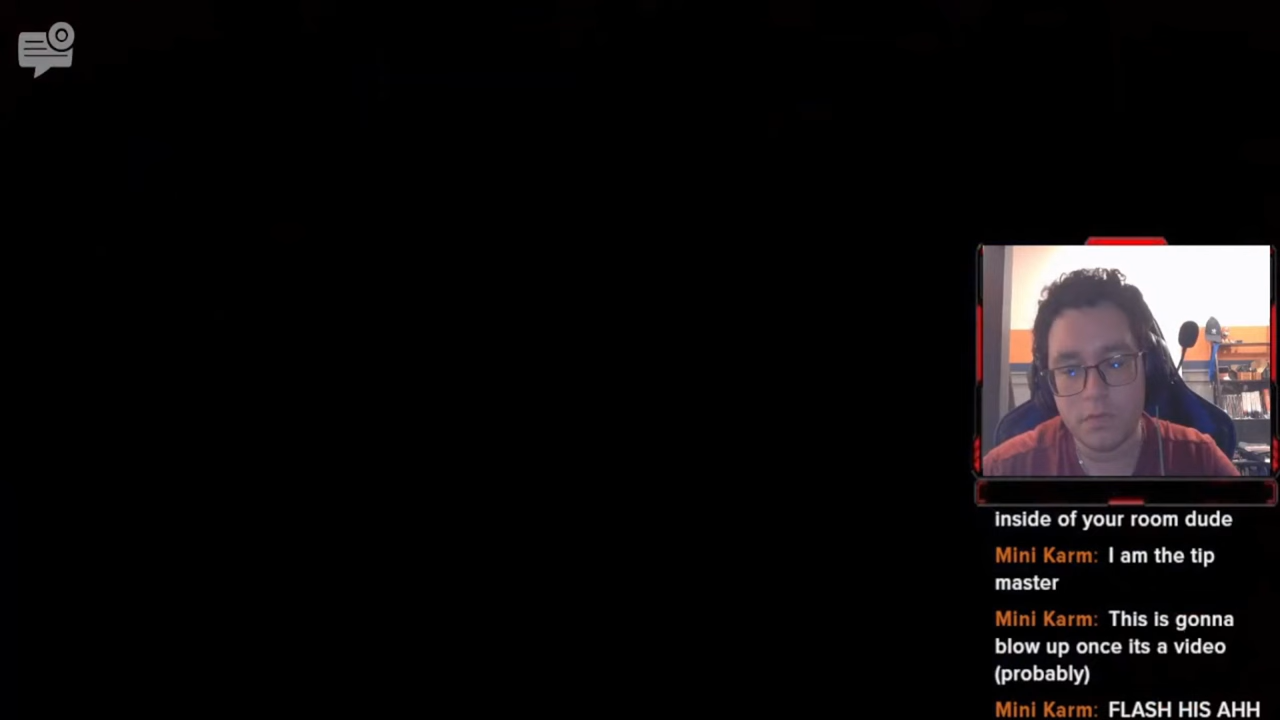 inside of your room dude
Mini Karm: I am the tip
master
Mini Karm: This is gonna
blow up once its a video
(probably)
Mini Karm: FLASH HIS AHH